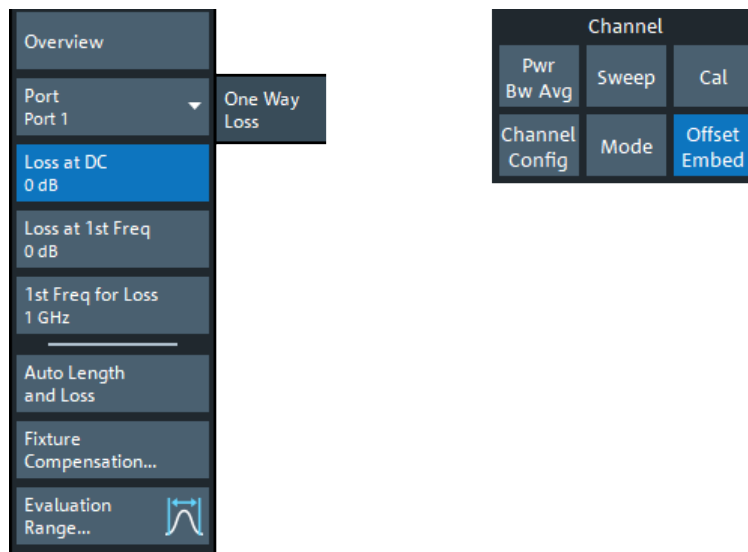 Overview
Port
Port 1
One Way
Loss
Loss at DC
0 dB
Loss at 1st Freq
0 dB
1st Freq for Loss
1 GHz
Auto Length
and Loss
Fixture
Compensation...
Evaluation
Range...
Channel
Pwr
Bw Avg
Sweep
Cal
Channel
Config
Mode
Offset
Embed